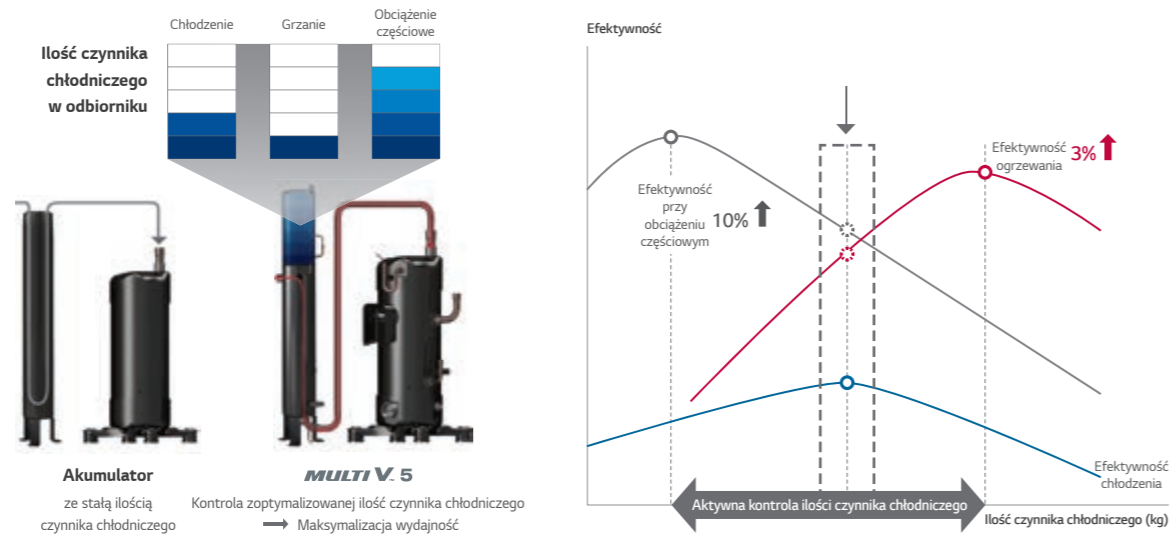 Chłodzenie
Grzanie
Obciążenie
częściowe
Ilość czynnika
chłodniczego
w odbiorniku
Akumulator
ze stałą ilością
czynnika chłodniczego
MULTI V™ 5
Kontrola zoptymalizowanej ilość czynnika chłodniczego
Maksymalizacja wydajność
Efektywność
Efektywność
przy
obciążeniu
częściowym
10%
Efektywność
ogrzewania
3%
Efektywność
chłodzenia
Aktywna kontrola ilości czynnika chłodniczego
Ilość czynnika chłodniczego (kg)